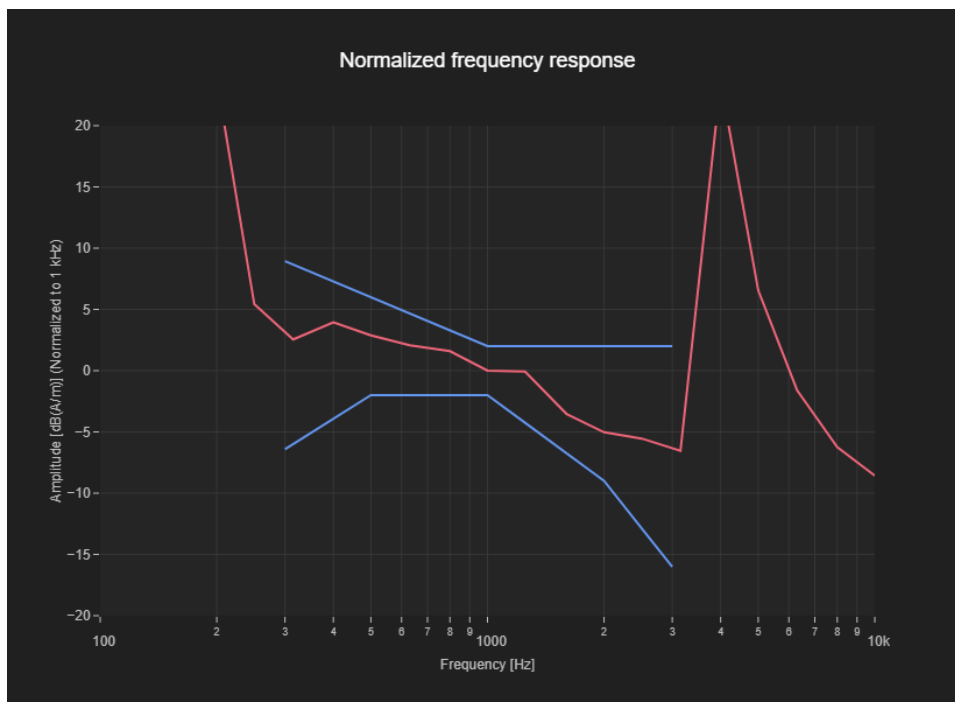 Normalized frequency response
Amplitude [dB(A/m)] (Normalized to 1 kHz)
20
15
10
5
0
−5
−10
−15
−20
100 2 3 4 5 6 7 8 9 1000 2 3 4 5 6 7 8 9 10k
Frequency [Hz]